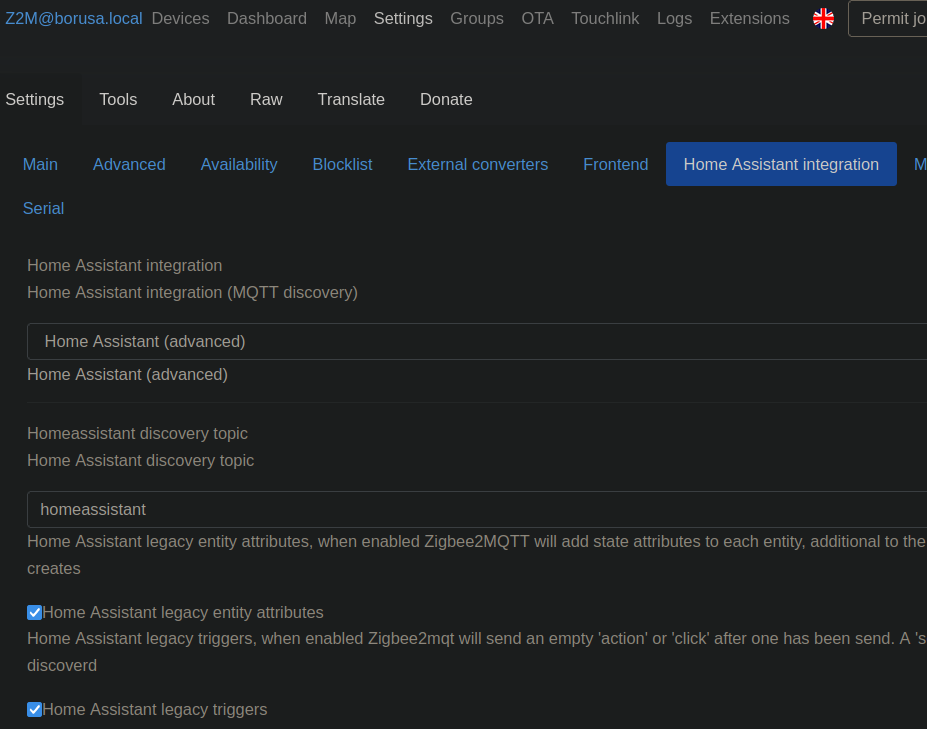 Z2M@borusa.local Devices Dashboard Map Settings Groups OTA Touchlink Logs Extensions Permit jo
Settings Tools About Raw Translate Donate
Main Advanced Availability Blocklist External converters Frontend Home Assistant integration M
Serial
Home Assistant integration
Home Assistant integration (MQTT discovery)
Home Assistant (advanced)
Home Assistant (advanced)
Homeassistant discovery topic
Home Assistant discovery topic
homeassistant
Home Assistant legacy entity attributes, when enabled Zigbee2MQTT will add state attributes to each entity, additional to the
creates
Home Assistant legacy entity attributes
Home Assistant legacy triggers, when enabled Zigbee2mqt will send an empty 'action' or 'click' after one has been send. A 's
discoverd
Home Assistant legacy triggers